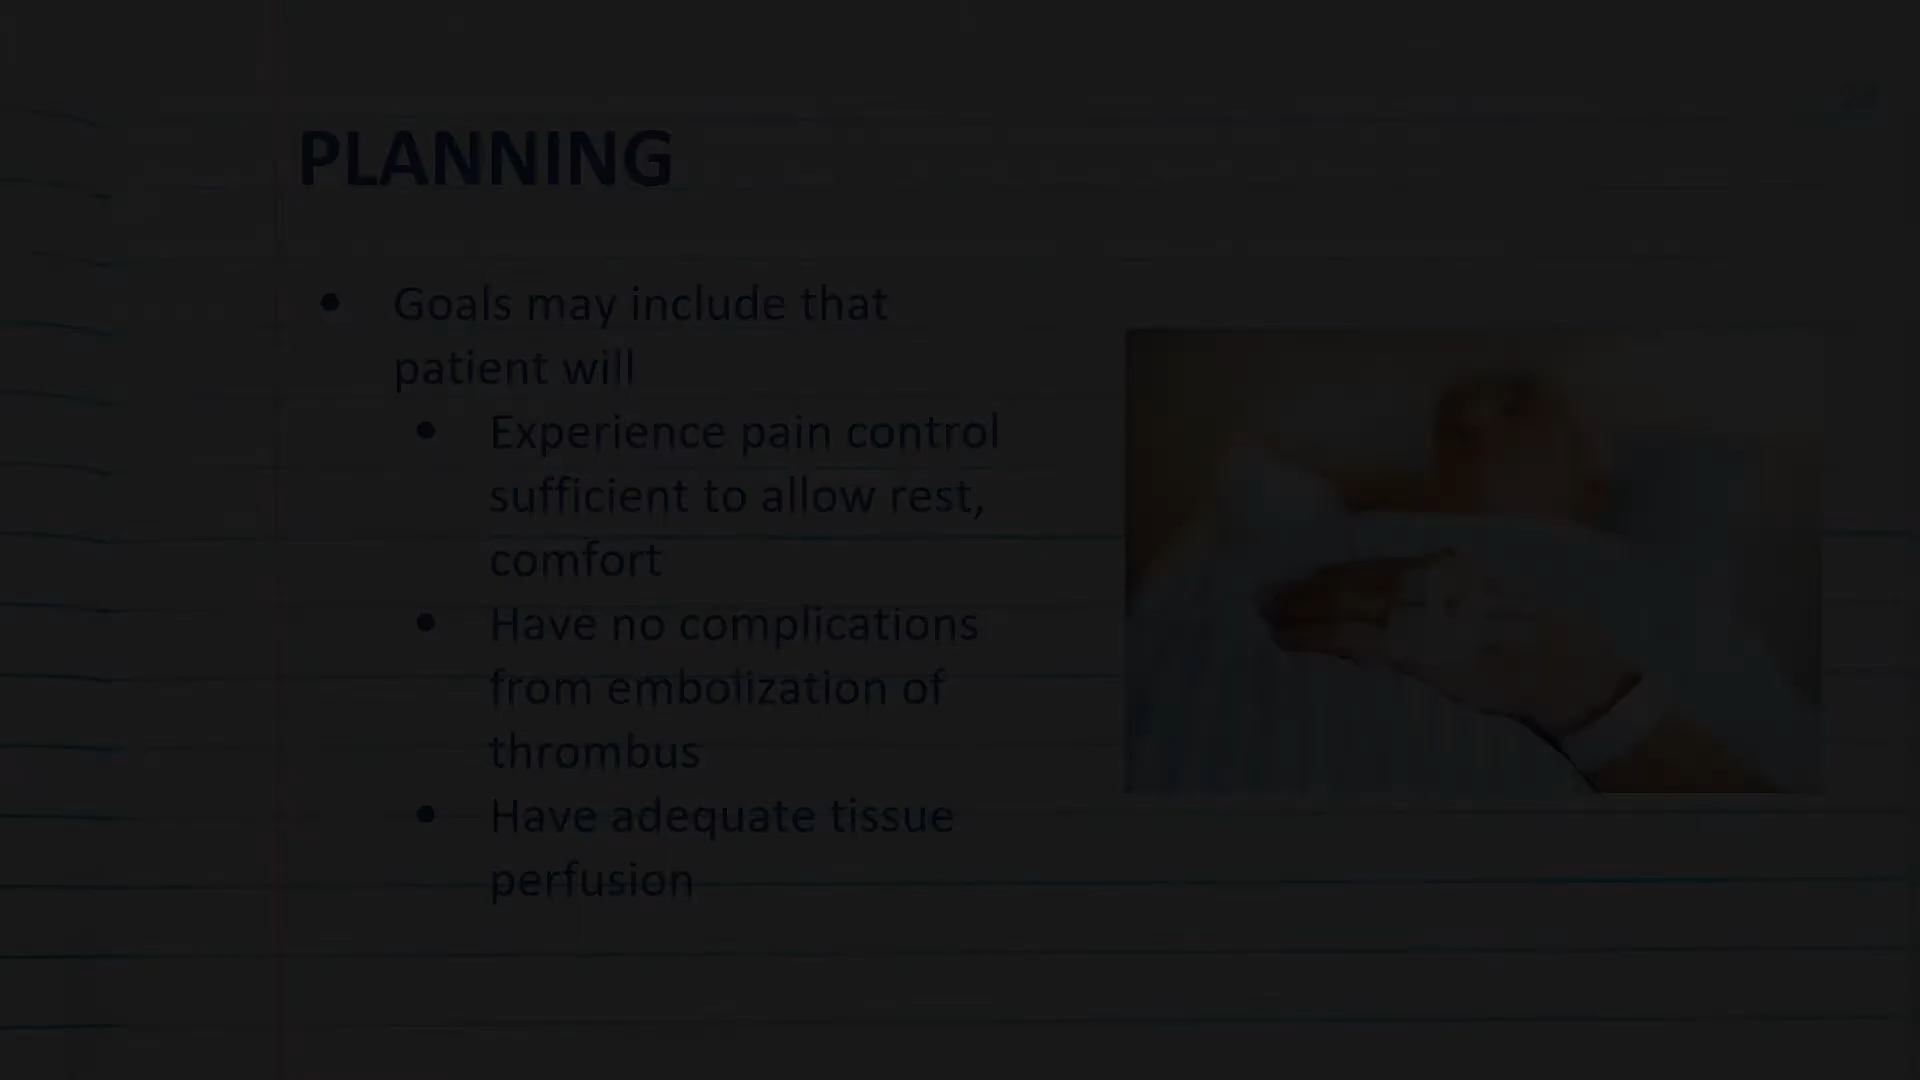 PLANNING
Goals may include that
patient will
Experience pain control
sufficient to allow rest,
comfort
Have no complications
from embolization of
thrombus
Have adequate tissue
perfusion